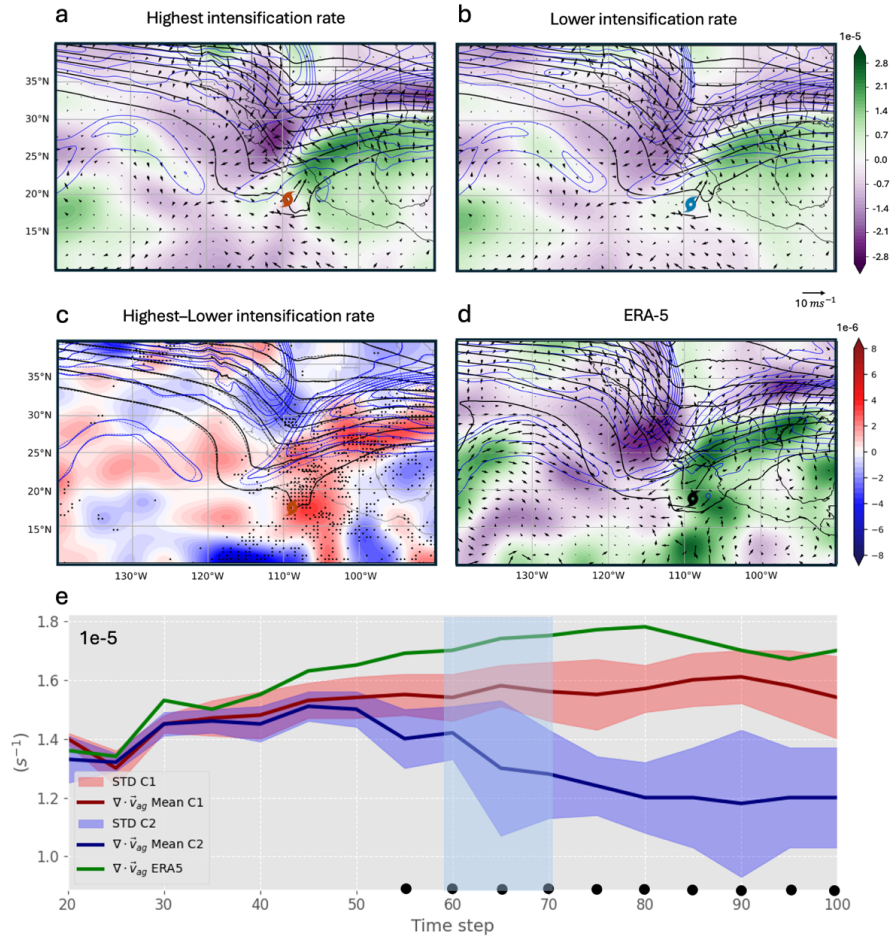 a
Highest intensification rate
b
Lower intensification rate
1e-5
35°N
30°N
25°N
20°N
15°N
2.8
2.1
1.4
0.7
0.0
-0.7
-1.4
-2.1
-2.8
10 ms⁻¹
c
Highest–Lower intensification rate
d
ERA-5
1e-6
35°N
30°N
25°N
20°N
15°N
130°W
120°W
110°W
100°W
130°W
120°W
110°W
100°W
8
6
4
2
0
−2
−4
−6
−8
e
1e-5
1.8
1.6
1.4
1.2
1.0
(s⁻¹)
STD C1
∇ · v⃗ag Mean C1
STD C2
∇ · v⃗ag Mean C2
∇ · v⃗ag ERA5
20
30
40
50
60
70
80
90
100
Time step